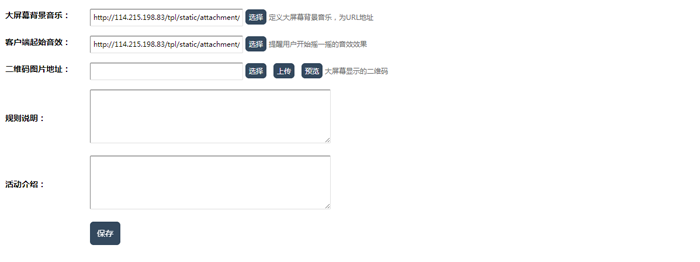 大屏幕背景音乐： http://114.215.198.83/tpl/static/attachment/ 选择 定义大屏幕背景音乐，为URL地址
客户端起始音效： http://114.215.198.83/tpl/static/attachment/ 选择 提醒用户开始摇一摇的音效效果
二维码图片地址： 选择 上传 预览 大屏幕显示的二维码
规则说明：
活动介绍：
保存